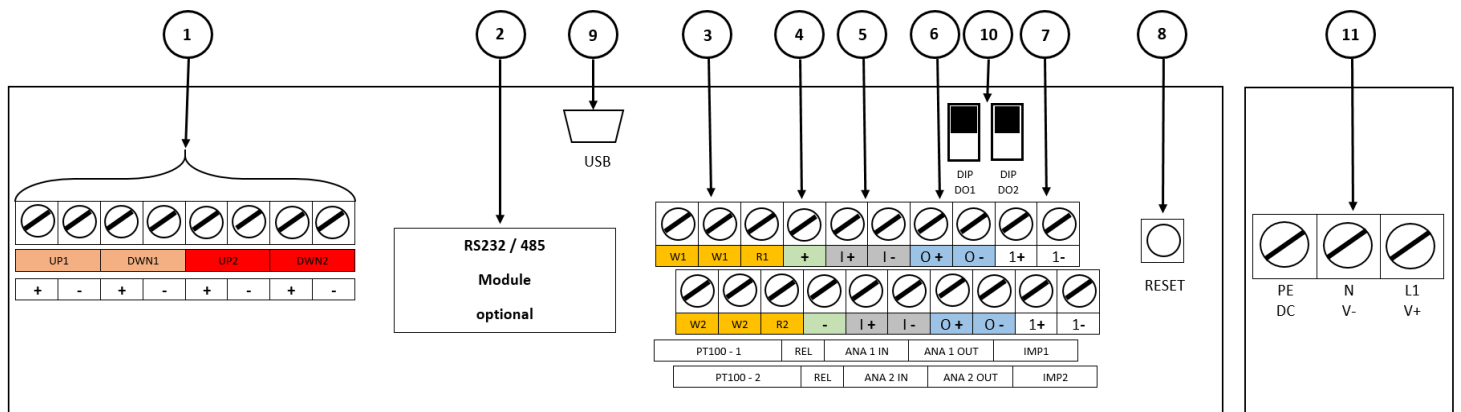 1 2 9 3 4 5 6 10 7 8 11
USB
DIP DIP
DO1 DO2
RS232 / 485
Module
optional
UP1 DWN1 UP2 DWN2
+ - + - + - + -
W1 W1 R1 + I + I - O + O - 1+ 1-
W2 W2 R2 - I + I - O + O - 1+ 1-
PT100 - 1 REL ANA 1 IN ANA 1 OUT IMP1
PT100 - 2 REL ANA 2 IN ANA 2 OUT IMP2
RESET
PE N L1
DC V- V+